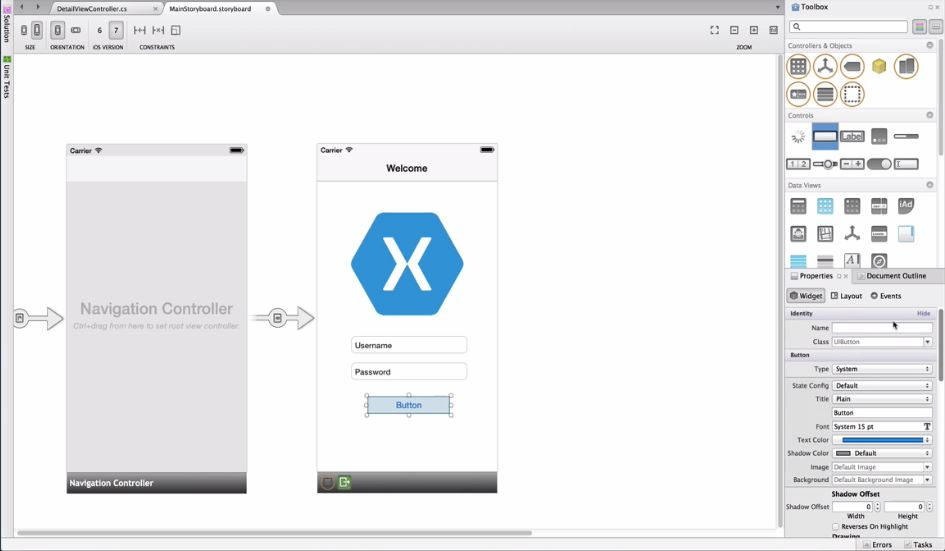 DetailViewController.cs
MainStoryboard.storyboard
Toolbox
Solution
Unit Tests
6 7
SIZE
ORIENTATION
iOS VERSION
CONSTRAINTS
ZOOM
Controllers & Objects
Controls
Label
1 2
Data Views
iAd
Carrier
Navigation Controller
Ctrl+drag from here to set root view controller.
Navigation Controller
Carrier
Welcome
X
Username
Password
Button
Properties
Document Outline
Widget
Layout
Events
Identity
Hide
Name
Class UIButton
Button
Type System
State Config Default
Title Plain
Button
Font System 15 pt T
Text Color
Shadow Color Default
Image Default Image
Background Default Background Image
Shadow Offset
Shadow Offset 0 0
Width Height
Reverses On Highlight
Drawing
Errors
Tasks